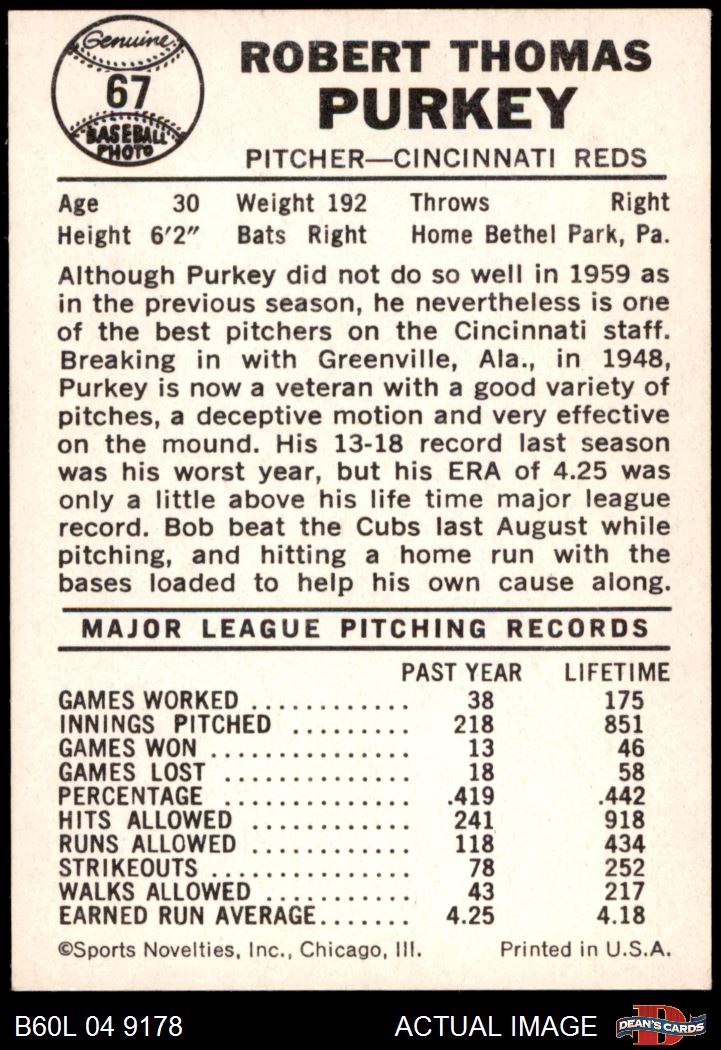 Genuine
67
BASEBALL
PHOTO
ROBERT THOMAS
PURKEY
PITCHER—CINCINNATI REDS
Age 30 Weight 192 Throws Right
Height 6'2" Bats Right Home Bethel Park, Pa.
Although Purkey did not do so well in 1959 as
in the previous season, he nevertheless is one
of the best pitchers on the Cincinnati staff.
Breaking in with Greenville, Ala., in 1948,
Purkey is now a veteran with a good variety of
pitches, a deceptive motion and very effective
on the mound. His 13-18 record last season
was his worst year, but his ERA of 4.25 was
only a little above his life time major league
record. Bob beat the Cubs last August while
pitching, and hitting a home run with the
bases loaded to help his own cause along.
MAJOR LEAGUE PITCHING RECORDS
PAST YEAR LIFETIME
GAMES WORKED ............ 38 175
INNINGS PITCHED ......... 218 851
GAMES WON ............... 13 46
GAMES LOST .............. 18 58
PERCENTAGE .............. .419 .442
HITS ALLOWED ............ 241 918
RUNS ALLOWED ............ 118 434
STRIKEOUTS ............... 78 252
WALKS ALLOWED ........... 43 217
EARNED RUN AVERAGE....... 4.25 4.18
©Sports Novelties, Inc., Chicago, Ill. Printed in U.S.A.
B60L 04 9178 ACTUAL IMAGE D DEAN'S CARDS